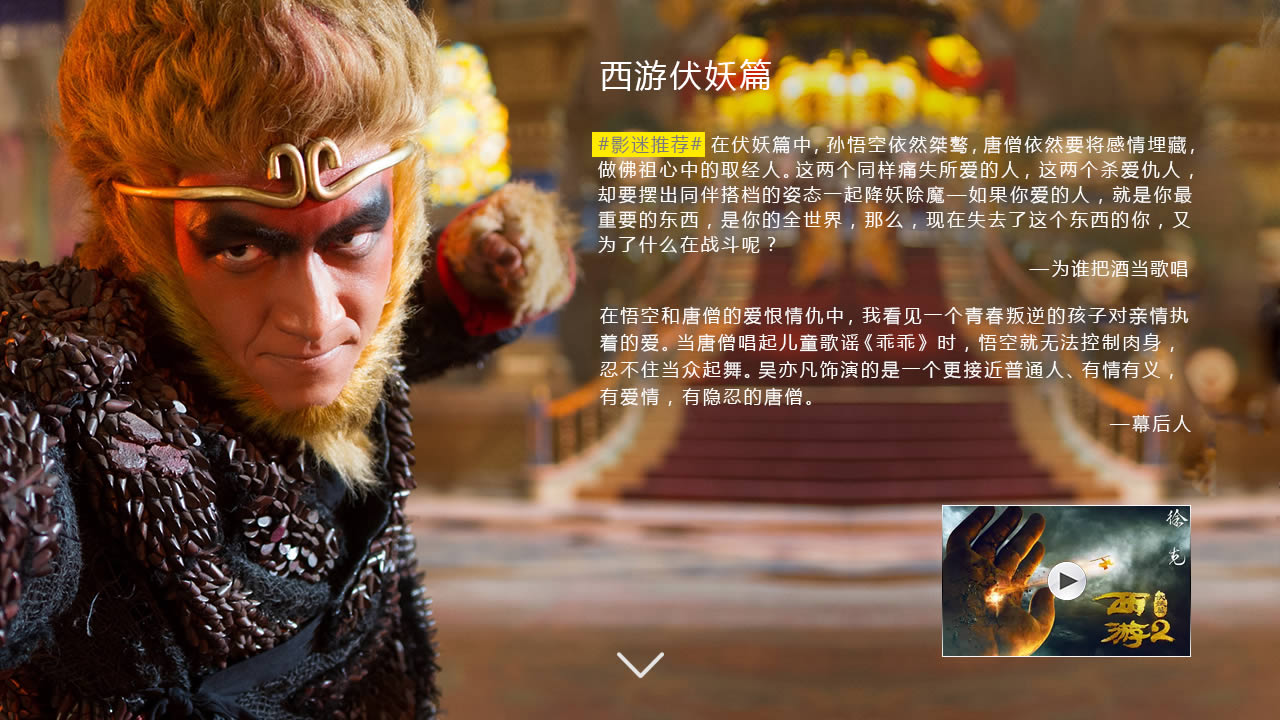 西游伏妖篇
#影迷推荐# 在伏妖篇中, 孙悟空依然桀骜, 唐僧依然要将感情埋藏,
做佛祖心中的取经人。这两个同样痛失所爱的人，这两个杀爱仇人，
却要摆出同伴搭档的姿态一起降妖除魔—如果你爱的人，就是你最
重要的东西，是你的全世界，那么，现在失去了这个东西的你，又
为了什么在战斗呢？
—为谁把酒当歌唱
在悟空和唐僧的爱恨情仇中, 我看见一个青春叛逆的孩子对亲情执
着的爱。当唐僧唱起儿童歌谣《乖乖》时，悟空就无法控制肉身，
忍不住当众起舞。吴亦凡饰演的是一个更接近普通人、有情有义，
有爱情，有隐忍的唐僧。
—幕后人
徐
克
西
游2